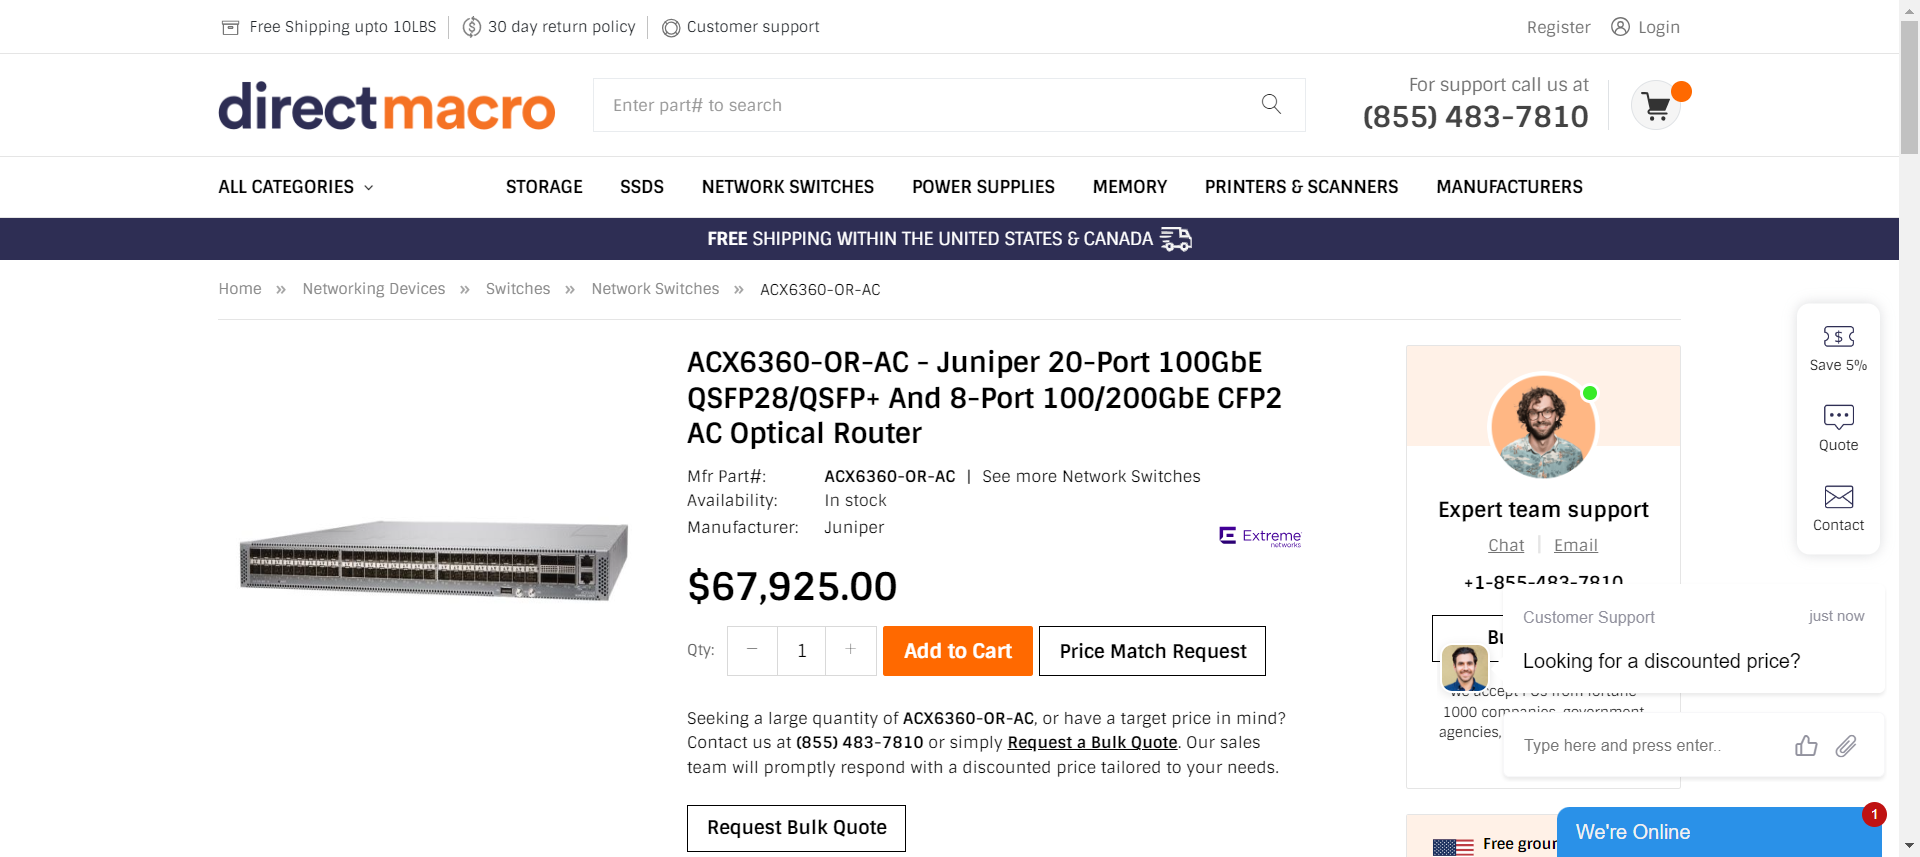 Free Shipping upto 10LBS
30 day return policy
Customer support
Register
Login
directmacro
Enter part# to search
For support call us at
(855) 483-7810
ALL CATEGORIES
STORAGE
SSDS
NETWORK SWITCHES
POWER SUPPLIES
MEMORY
PRINTERS & SCANNERS
MANUFACTURERS
FREE SHIPPING WITHIN THE UNITED STATES & CANADA
Home » Networking Devices » Switches » Network Switches » ACX6360-OR-AC
ACX6360-OR-AC - Juniper 20-Port 100GbE
QSFP28/QSFP+ And 8-Port 100/200GbE CFP2
AC Optical Router
Mfr Part#: ACX6360-OR-AC | See more Network Switches
Availability: In stock
Manufacturer: Juniper
Extreme
networks
$67,925.00
Qty: − 1 +
Add to Cart
Price Match Request
Seeking a large quantity of ACX6360-OR-AC, or have a target price in mind?
Contact us at (855) 483-7810 or simply Request a Bulk Quote. Our sales
team will promptly respond with a discounted price tailored to your needs.
Request Bulk Quote
Expert team support
Chat | Email
+1-855-483-7810
we accept POs from fortune
1000 companies, government
agencies,
Free
Save 5%
Quote
Contact
Customer Support
just now
Looking for a discounted price?
Type here and press enter..
We're Online
1